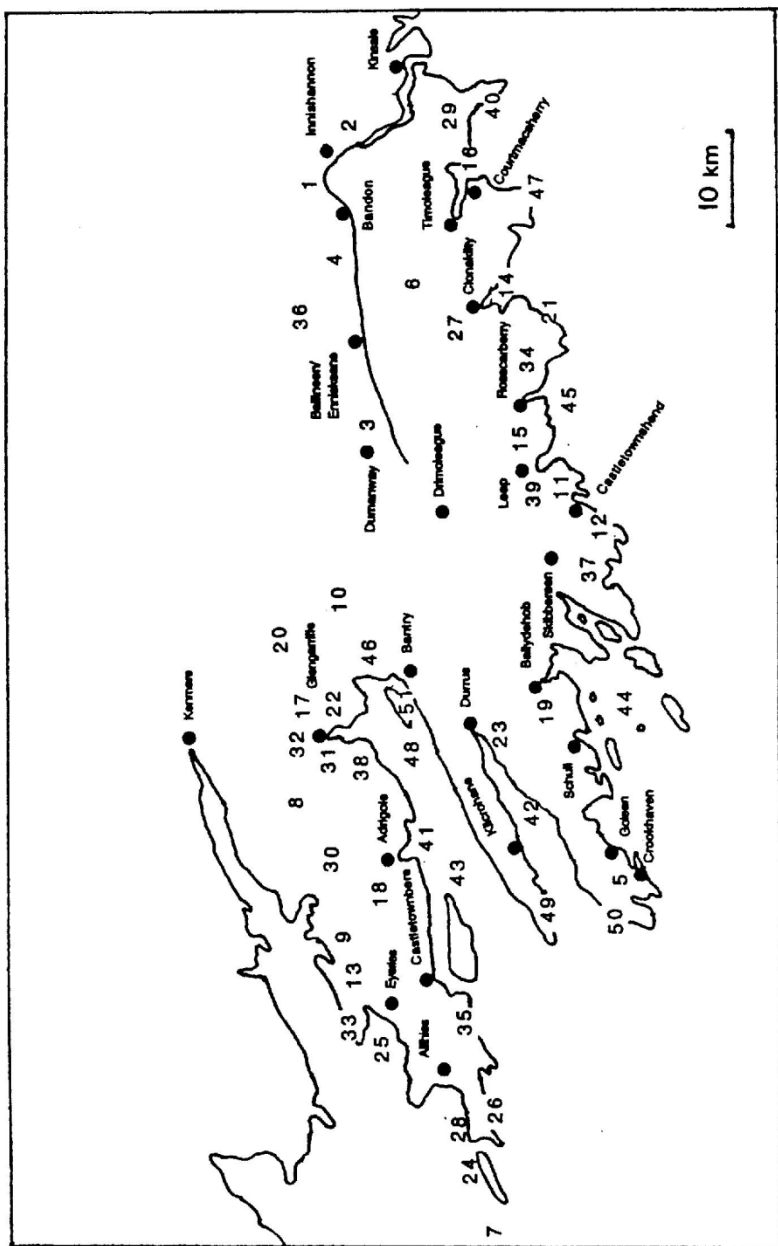 Kenmare
20
8
32
17
Glengarriff
36
1
Innishannon
30
31
22
10
Ballineen/
Enniskeane
4
2
33
13
9
38
46
Dunmanway
3
Bandon
Kinsale
25
Eyeries
18
Adrigole
Castletownbere
48
51
Bantry
6
Allihies
41
Timoleague
43
Drimoleague
29
28
35
Durrus
27
Clonakilty
16
24
Kilcrohane
7
26
23
40
Leap
Rosscarberry
14
Courtmacsherry
42
15
34
Ballydehob
39
47
49
19
Skibbereen
21
11
45
Schull
37
12
Castletownshend
50
5
Goleen
44
Crookhaven
10 km